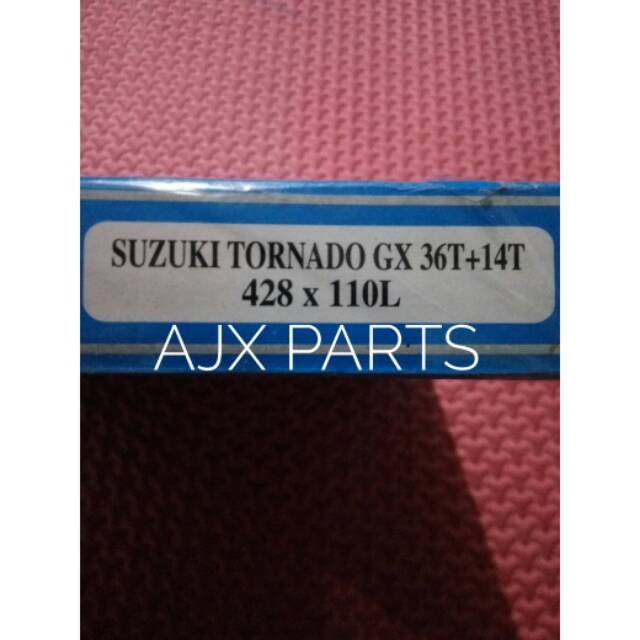 SUZUKI TORNADO GX 36T+14T
428 x 110L
AJX PARTS